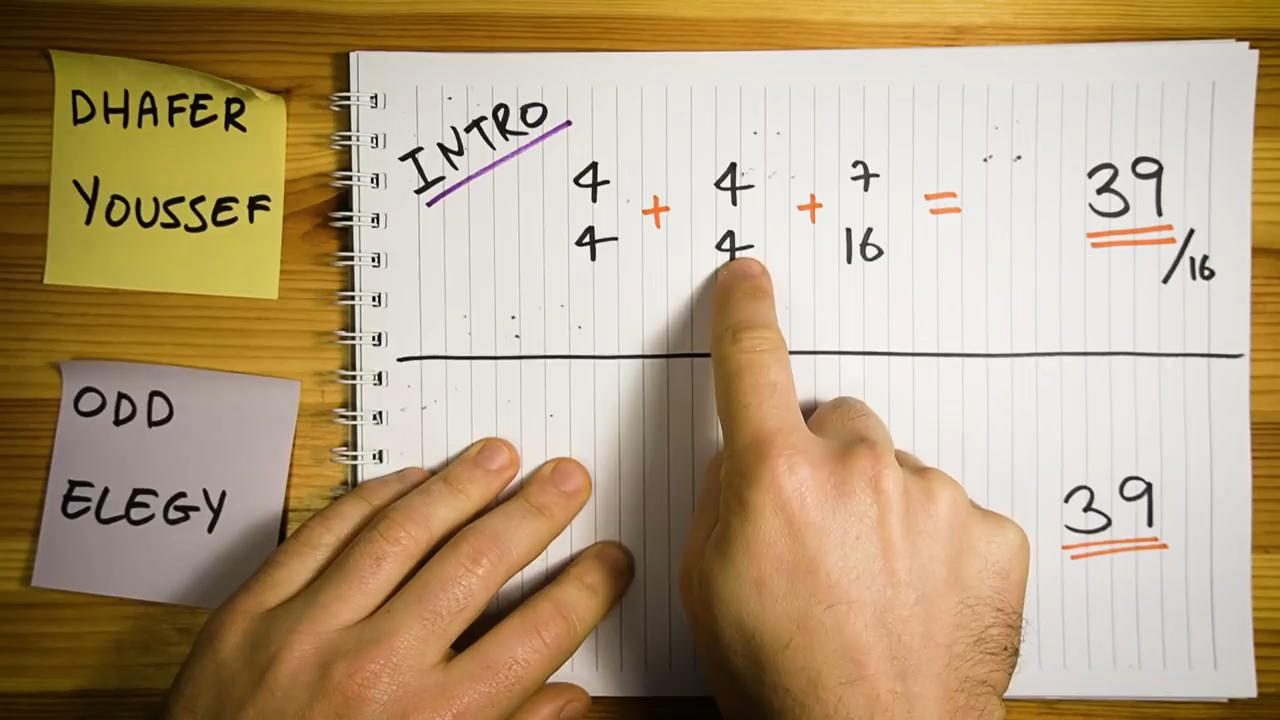 DHAFER
YOUSSEF
ODD
ELEGY
INTRO
4 + 4 + 7 = 39
4 4 16 /16
39